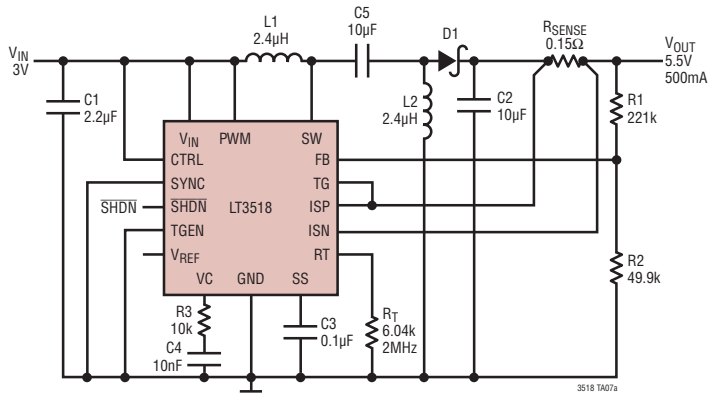 L1
2.4µH
C5
10µF
D1
RSENSE
0.15Ω
VIN
3V
VOUT
5.5V
500mA
C1
2.2µF
L2
2.4µH
C2
10µF
R1
221k
VIN
PWM
SW
CTRL
FB
SYNC
TG
SHDN
SHDN
LT3518
ISP
TGEN
ISN
VREF
RT
VC
GND
SS
R2
49.9k
R3
10k
C4
10nF
C3
0.1µF
RT
6.04k
2MHz
3518 TA07a